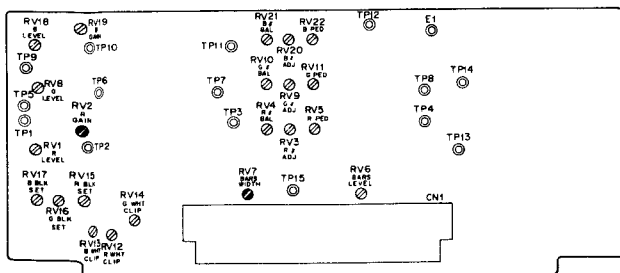 RV18
B LEVEL
RV19
B GAIN
TP10
TP9
RV8
G LEVEL
TP6
TP5
RV2
R GAIN
TP1
TP2
RV1
R LEVEL
RV17
B BLK SET
RV15
R BLK SET
RV16
G BLK SET
RV14
G WHT CLIP
RV13
B WHT CLIP
RV12
R WHT CLIP
RV21
BAL
RV22
B PED
RV20
ADJ
TP11
RV10
BAL
RV11
G PED
RV9
ADJ
TP7
RV4
BAL
RV5
R PED
TP3
RV3
ADJ
RV7
BARS WIDTH
TP15
RV6
BARS LEVEL
TP12
E1
TP14
TP8
TP4
TP13
CN1